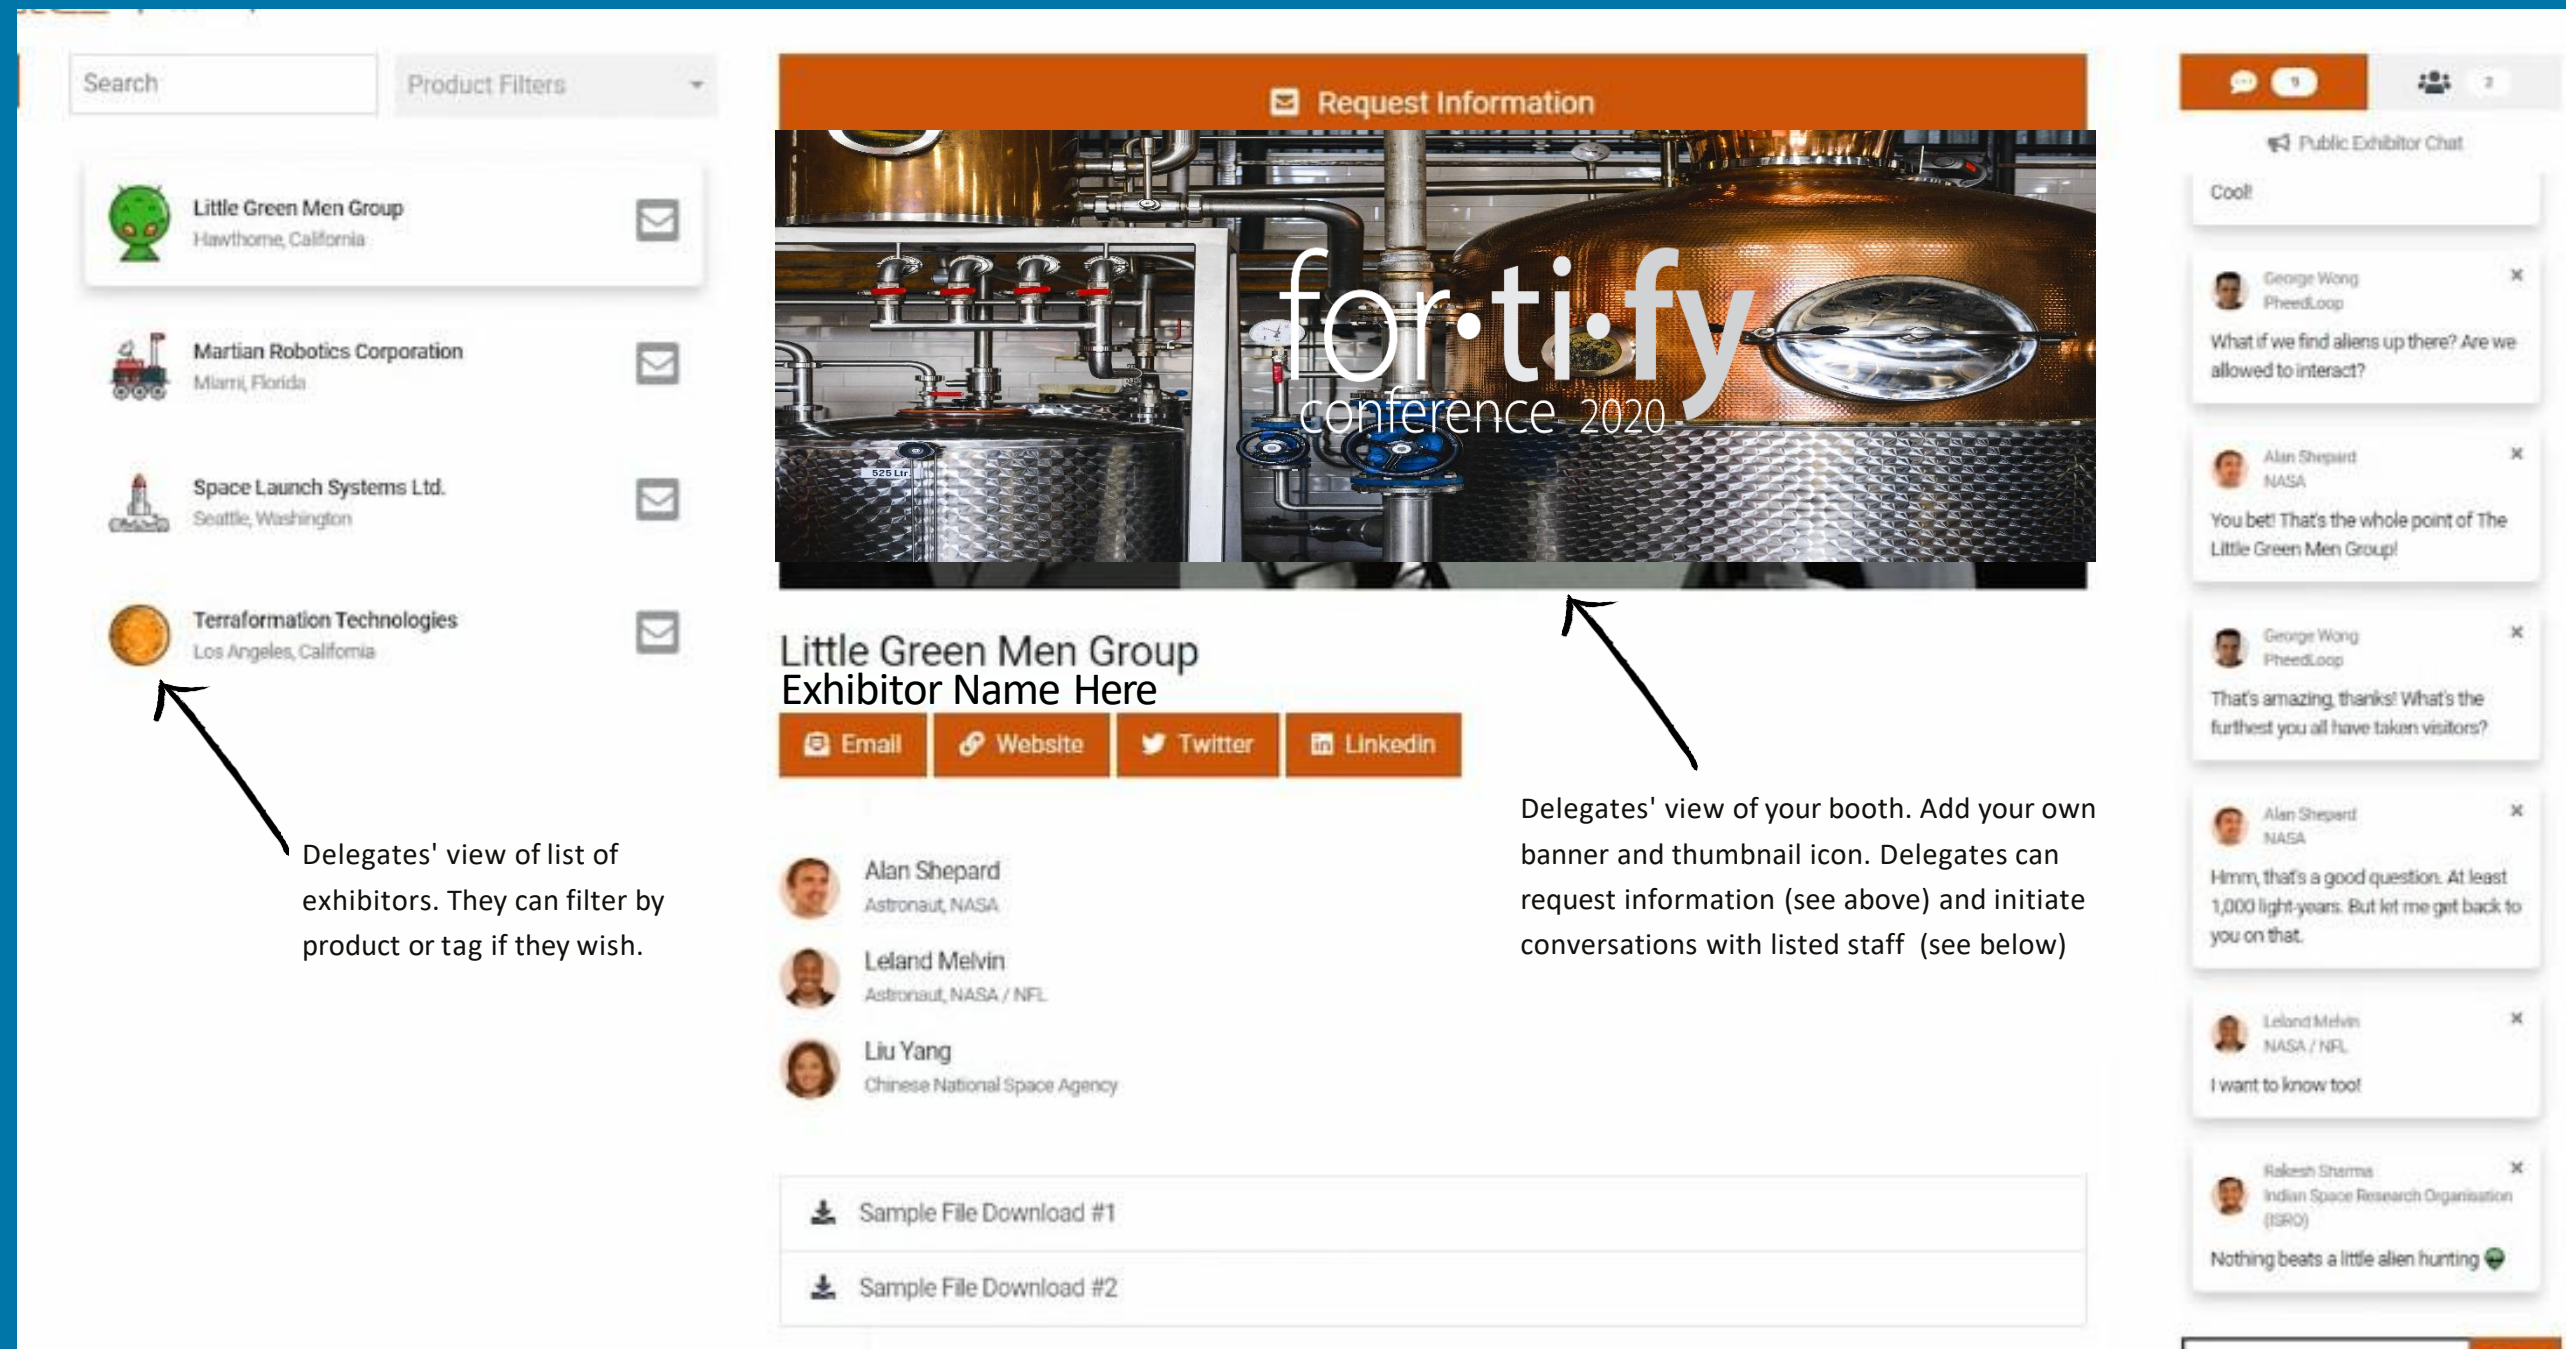 Search
Product Filters
Little Green Men Group
Hawthorne, California
Martian Robotics Corporation
Miami, Florida
Space Launch Systems Ltd.
Seattle, Washington
Terraformation Technologies
Los Angeles, California
Delegates' view of list of
exhibitors. They can filter by
product or tag if they wish.
Request Information
525 Ltr
for•ti•fy
conference 2020
Little Green Men Group
Exhibitor Name Here
Email
Website
Twitter
Linkedin
Delegates' view of your booth. Add your own
banner and thumbnail icon. Delegates can
request information (see above) and initiate
conversations with listed staff (see below)
Alan Shepard
Astronaut, NASA
Leland Melvin
Astronaut, NASA / NFL
Liu Yang
Chinese National Space Agency
Sample File Download #1
Sample File Download #2
9
Public Exhibitor Chat
Cool!
George Wong
PheedLoop
What if we find aliens up there? Are we
allowed to interact?
Alan Shepard
NASA
You bet! That's the whole point of The
Little Green Men Group!
George Wong
PheedLoop
That's amazing, thanks! What's the
furthest you all have taken visitors?
Alan Shepard
NASA
Hmm, that's a good question. At least
1,000 light-years. But let me get back to
you on that.
Leland Melvin
NASA / NFL
I want to know too!
Rakesh Sharma
Indian Space Research Organisation
(ISRO)
Nothing beats a little alien hunting